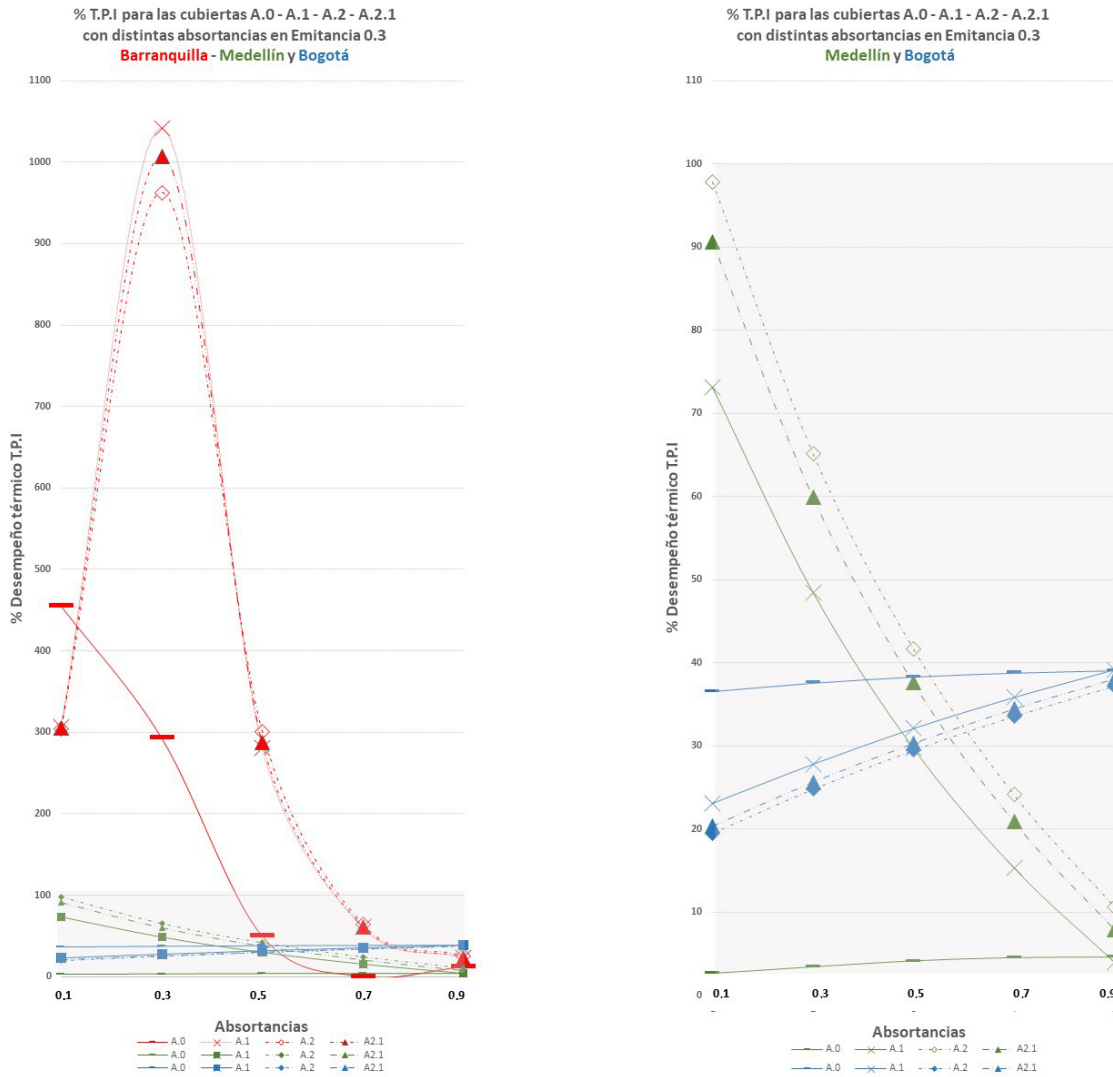 % T.P.I para las cubiertas A.0 - A.1 - A.2 - A.2.1
con distintas absortancias en Emitancia 0.3
Barranquilla - Medellín y Bogotá
1100
1000
900
800
700
600
500
400
300
200
100
0
% Desempeño térmico T.P.I
0,1 0,3 0,5 0,7 0,9
Absortancias
A.0 A.1 A.2 A2.1
A.0 A.1 A.2 A2.1
A.0 A.1 A.2 A2.1
% T.P.I para las cubiertas A.0 - A.1 - A.2 - A.2.1
con distintas absortancias en Emitancia 0.3
Medellín y Bogotá
110
100
90
80
70
60
50
40
30
20
10
0
% Desempeño térmico T.P.I
0,1 0,3 0,5 0,7 0,9
Absortancias
A.0 A.1 A.2 A2.1
A.0 A.1 A.2 A2.1